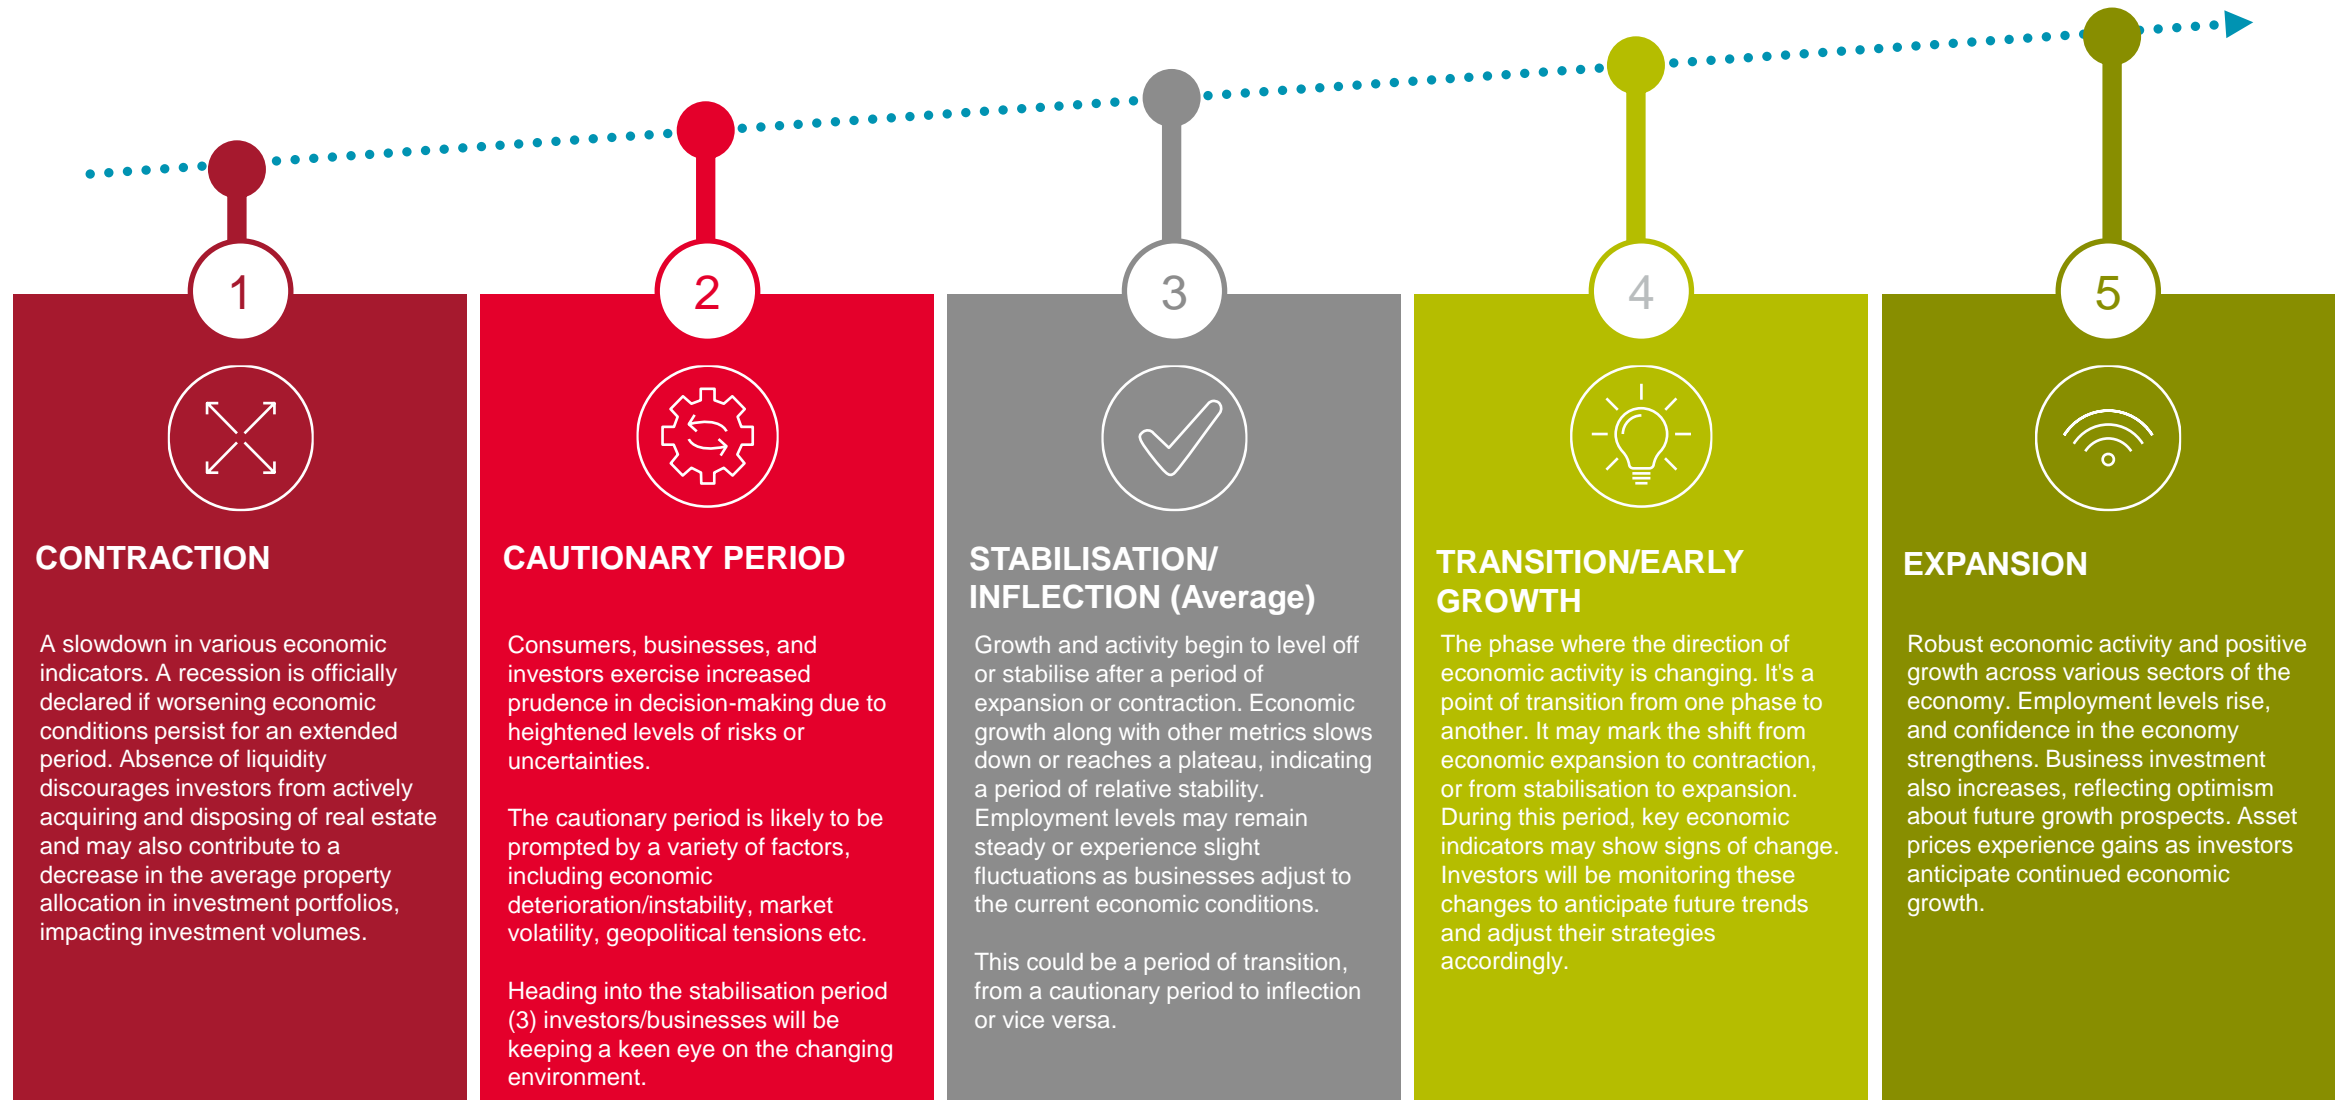 1
CONTRACTION
A slowdown in various economic
indicators. A recession is officially
declared if worsening economic
conditions persist for an extended
period. Absence of liquidity
discourages investors from actively
acquiring and disposing of real estate
and may also contribute to a
decrease in the average property
allocation in investment portfolios,
impacting investment volumes.
2
CAUTIONARY PERIOD
Consumers, businesses, and
investors exercise increased
prudence in decision-making due to
heightened levels of risks or
uncertainties.
The cautionary period is likely to be
prompted by a variety of factors,
including economic
deterioration/instability, market
volatility, geopolitical tensions etc.
Heading into the stabilisation period
(3) investors/businesses will be
keeping a keen eye on the changing
environment.
3
STABILISATION/
INFLECTION (Average)
Growth and activity begin to level off
or stabilise after a period of
expansion or contraction. Economic
growth along with other metrics slows
down or reaches a plateau, indicating
a period of relative stability.
Employment levels may remain
steady or experience slight
fluctuations as businesses adjust to
the current economic conditions.
This could be a period of transition,
from a cautionary period to inflection
or vice versa.
4
TRANSITION/EARLY
GROWTH
The phase where the direction of
economic activity is changing. It's a
point of transition from one phase to
another. It may mark the shift from
economic expansion to contraction,
or from stabilisation to expansion.
During this period, key economic
indicators may show signs of change.
Investors will be monitoring these
changes to anticipate future trends
and adjust their strategies
accordingly.
5
EXPANSION
Robust economic activity and positive
growth across various sectors of the
economy. Employment levels rise,
and confidence in the economy
strengthens. Business investment
also increases, reflecting optimism
about future growth prospects. Asset
prices experience gains as investors
anticipate continued economic
growth.